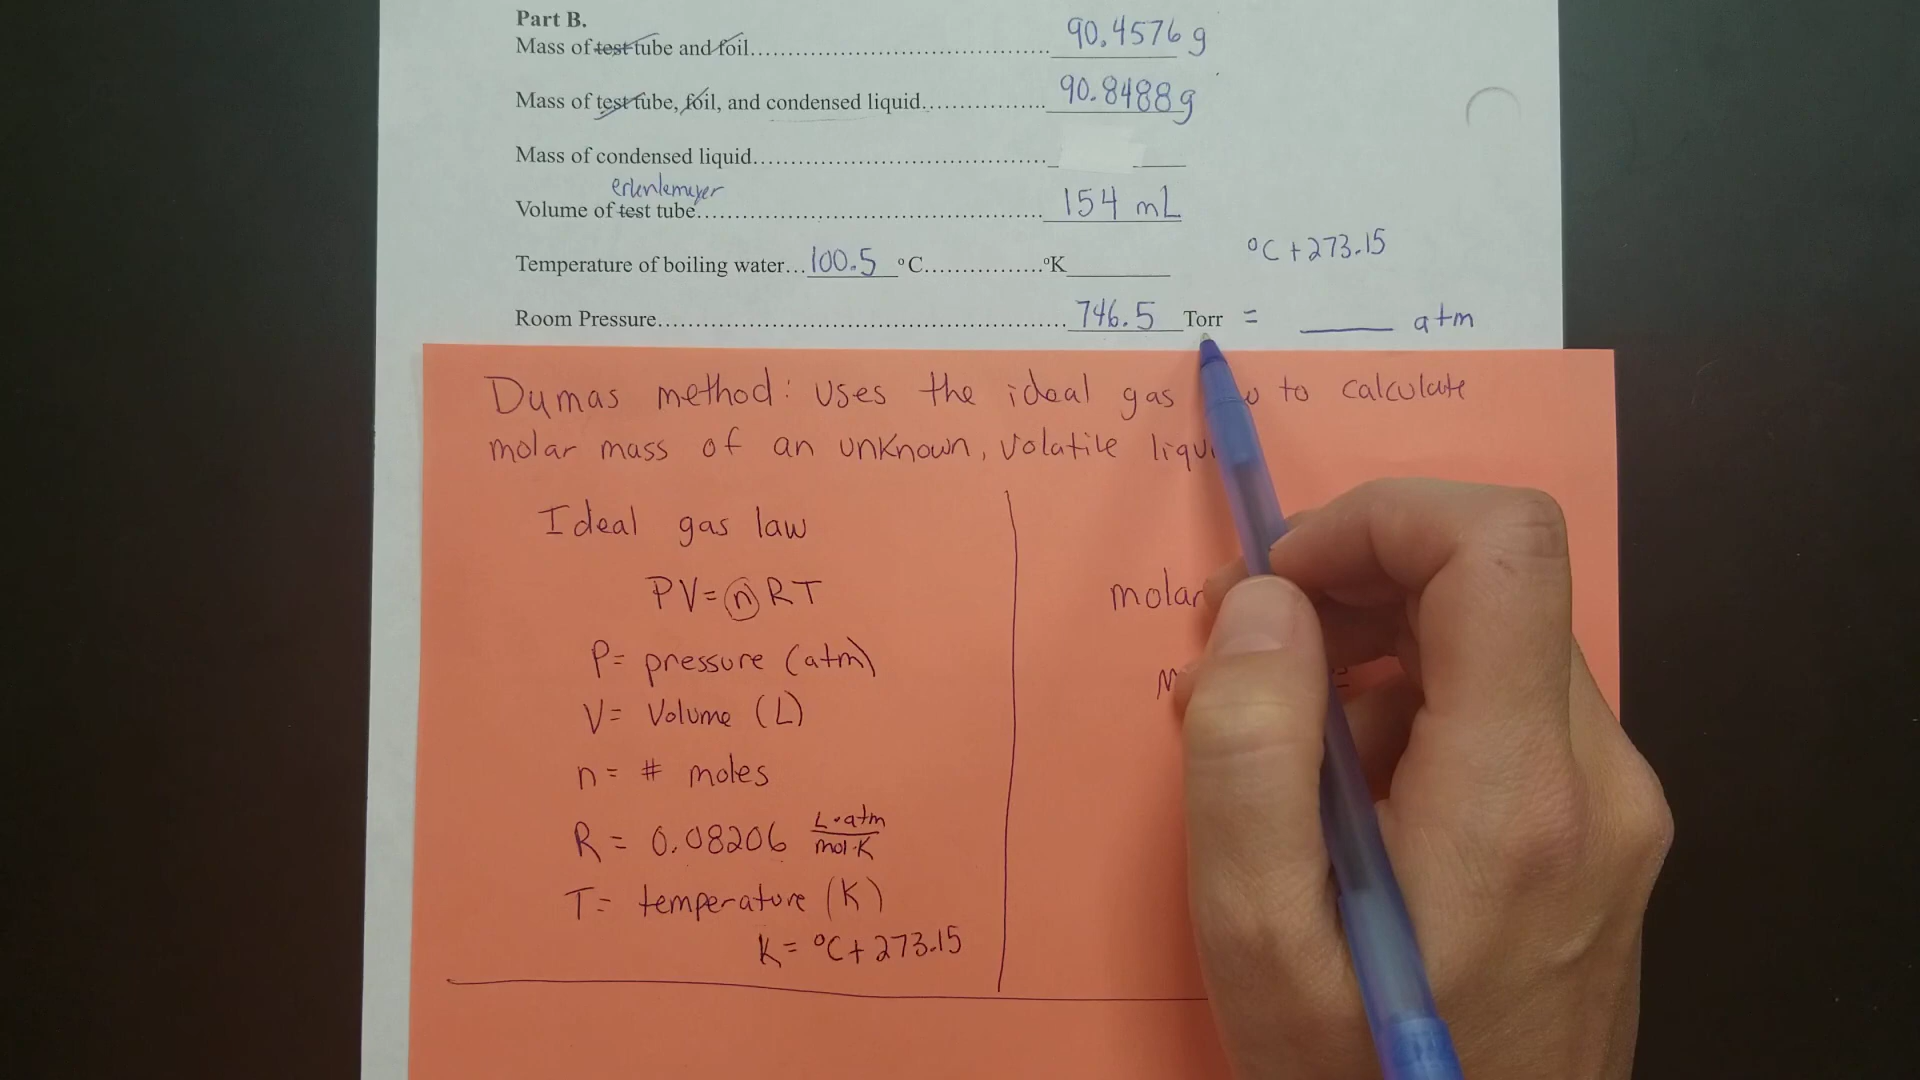 Part B.
Mass of test tube and foil.................................................. 90.4576 g
Mass of test tube, foil, and condensed liquid................... 90.8488g
Mass of condensed liquid..................................................
erlenlemeyer
Volume of test tube........................................................ 154 mL
Temperature of boiling water... 100.5 °C..................°K
°C + 273.15
Room Pressure.................................................................. 746.5 Torr = ____ atm
Dumas method: uses the ideal gas to calculate
molar mass of an unknown, volatile
Ideal gas law
PV=nRT
P= pressure (atm)
V= Volume (L)
n= # moles
R = 0.08206 L·atm
mol·K
T= temperature (K)
K= °C+273.15
molar